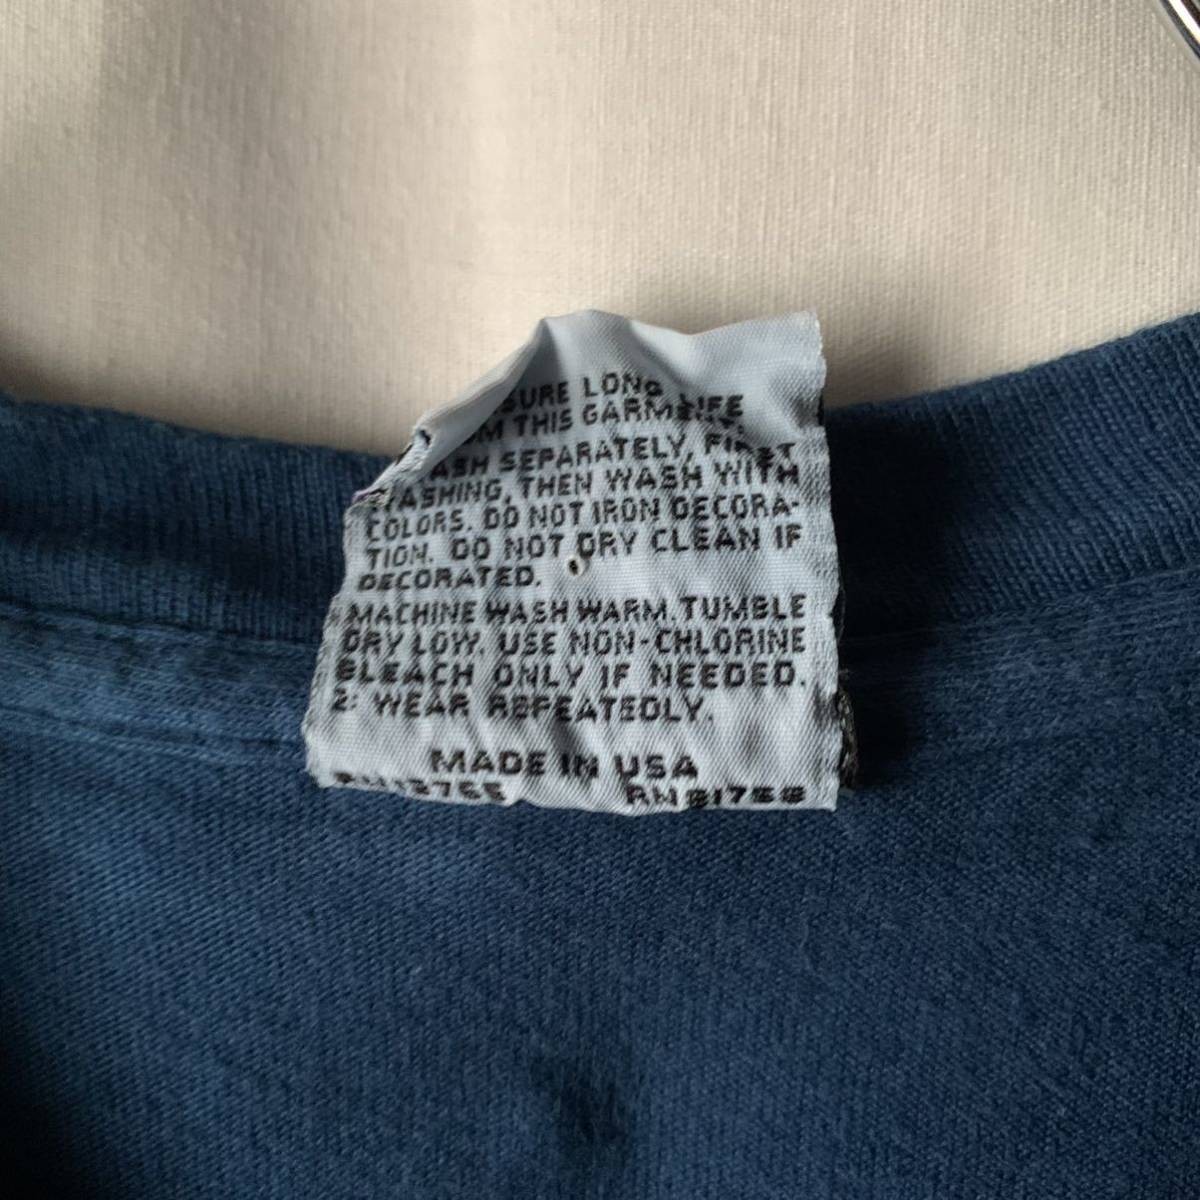 SURE LONG LIFE
OM THIS GARMENT.
ASH SEPARATELY, FIRST
WASHING, THEN WASH WITH
COLORS. DO NOT IRON DECORA-
TION. DO NOT DRY CLEAN IF
DECORATED.
MACHINE WASH WARM. TUMBLE
DRY LOW. USE NON-CHLORINE
BLEACH ONLY IF NEEDED.
2: WEAR REPEATEDLY.
MADE IN USA